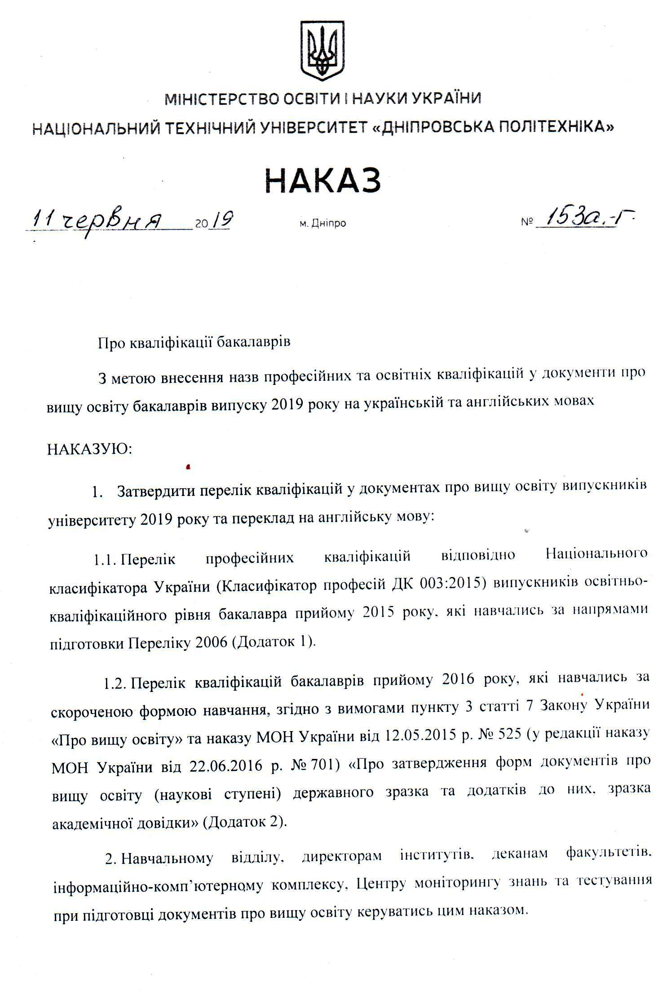 МІНІСТЕРСТВО ОСВІТИ І НАУКИ УКРАЇНИ
НАЦІОНАЛЬНИЙ ТЕХНІЧНИЙ УНІВЕРСИТЕТ «ДНІПРОВСЬКА ПОЛІТЕХНІКА»
НАКАЗ
11 червня 2019 м. Дніпро № 153а.-Г.
Про кваліфікації бакалаврів
З метою внесення назв професійних та освітніх кваліфікацій у документи про
вищу освіту бакалаврів випуску 2019 року на українській та англійських мовах
НАКАЗУЮ:
1. Затвердити перелік кваліфікацій у документах про вищу освіту випускників
університету 2019 року та переклад на англійську мову:
1.1. Перелік професійних кваліфікацій відповідно Національного
класифікатора України (Класифікатор професій ДК 003:2015) випускників освітньо-
кваліфікаційного рівня бакалавра прийому 2015 року, які навчались за напрямами
підготовки Переліку 2006 (Додаток 1).
1.2. Перелік кваліфікацій бакалаврів прийому 2016 року, які навчались за
скороченою формою навчання, згідно з вимогами пункту 3 статті 7 Закону України
«Про вищу освіту» та наказу МОН України від 12.05.2015 р. № 525 (у редакції наказу
МОН України від 22.06.2016 р. № 701) «Про затвердження форм документів про
вищу освіту (наукові ступені) державного зразка та додатків до них, зразка
академічної довідки» (Додаток 2).
2. Навчальному відділу, директорам інститутів, деканам факультетів,
інформаційно-комп’ютерному комплексу, Центру моніторингу знань та тестування
при підготовці документів про вищу освіту керуватись цим наказом.